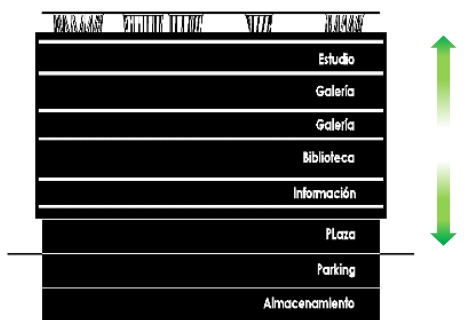 Estudio
Galería
Galería
Biblioteca
Información
PLaza
Parking
Almacenamiento